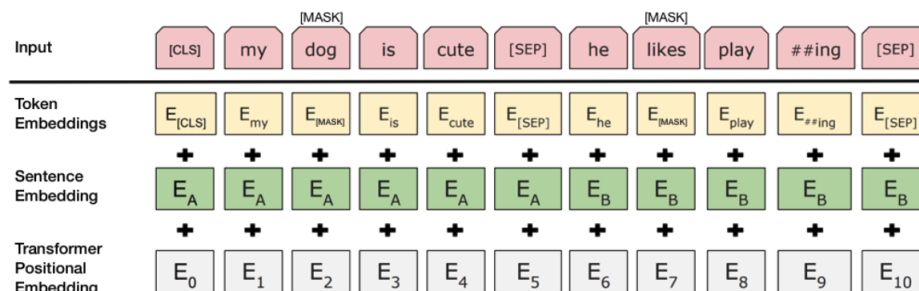 [MASK] [MASK]
Input [CLS] my dog is cute [SEP] he likes play ##ing [SEP]
Token
Embeddings
E[CLS] Emy E[MASK] Eis Ecute E[SEP] Ehe E[MASK] Eplay E##ing E[SEP]
+ + + + + + + + + + +
Sentence
Embedding
EA EA EA EA EA EA EB EB EB EB EB
+ + + + + + + + + + +
Transformer
Positional
Embedding
E0 E1 E2 E3 E4 E5 E6 E7 E8 E9 E10